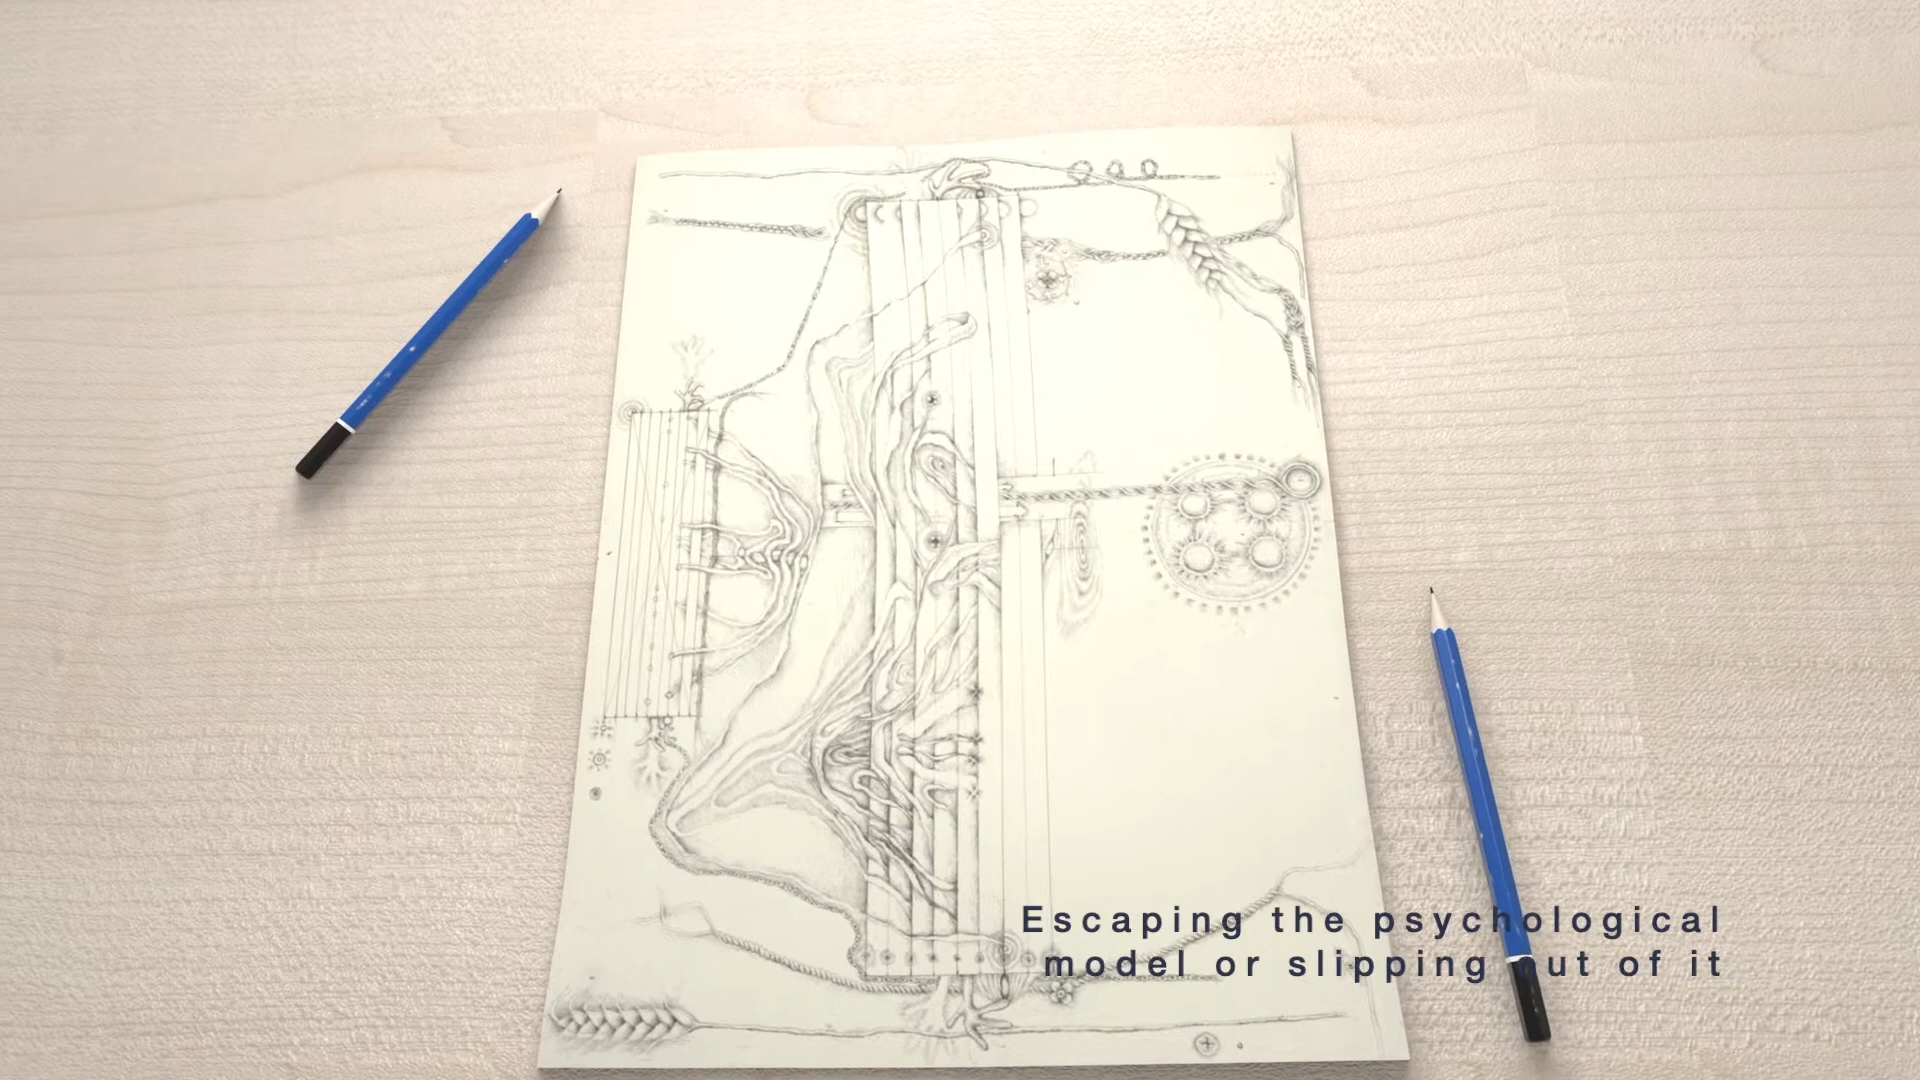 Escaping the psychological
model or slipping out of it